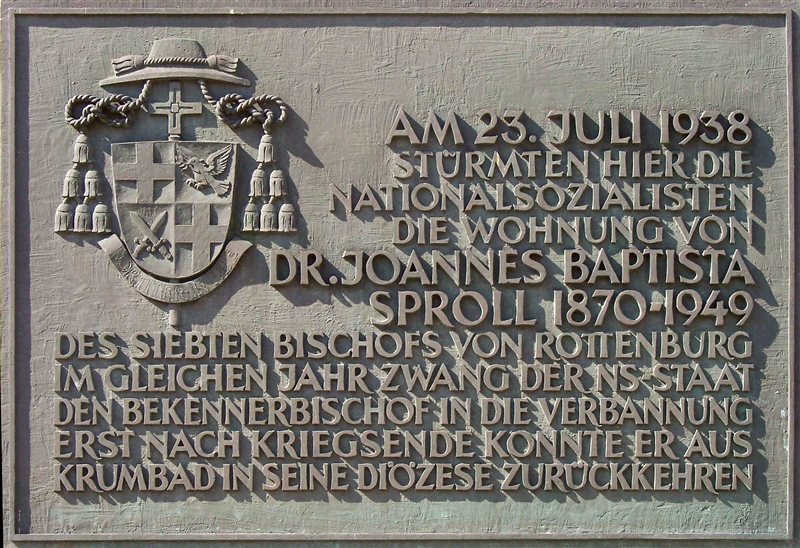 AM 23. JULI 1938
STÜRMTEN HIER DIE
NATIONALSOZIALISTEN
DIE WOHNUNG VON
DR. JOANNES BAPTISTA
SPROLL 1870-1949
DES SIEBTEN BISCHOFS VON ROTTENBURG
IM GLEICHEN JAHR ZWANG DER NS-STAAT
DEN BEKENNERBISCHOF IN DIE VERBANNUNG
ERST NACH KRIEGSENDE KONNTE ER AUS
KRUMBAD IN SEINE DIÖZESE ZURÜCKKEHREN